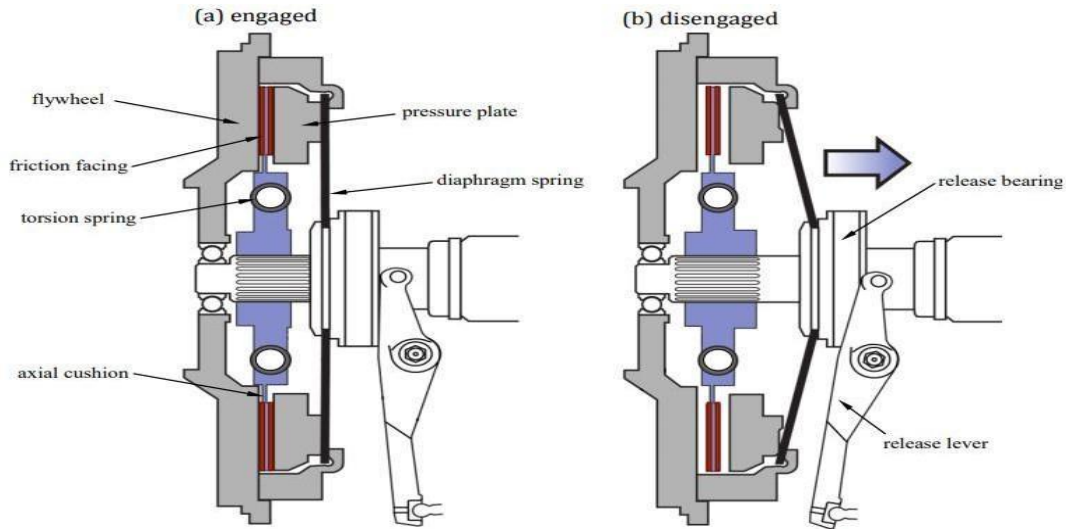 (a) engaged
(b) disengaged
flywheel
pressure plate
friction facing
diaphragm spring
release bearing
torsion spring
axial cushion
release lever